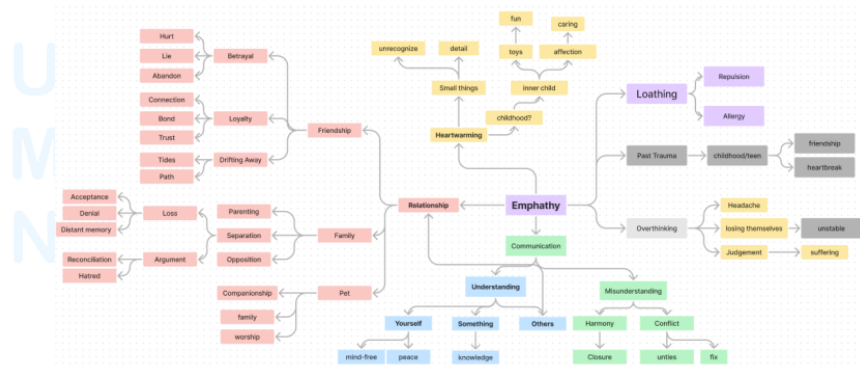 UMN
fun
caring
unrecognize
detail
toys
affection
Small things
inner child
childhood?
Heartwarming
Hurt
Lie
Abandon
Betrayal
Connection
Bond
Trust
Loyalty
Tides
Path
Drifting Away
Friendship
Acceptance
Denial
Distant memory
Loss
Reconciliation
Hatred
Argument
Parenting
Separation
Opposition
Family
Companionship
family
worship
Pet
Relationship
Emphathy
Loathing
Repulsion
Allergy
Past Trauma
childhood/teen
friendship
heartbreak
Overthinking
Headache
losing themselves
unstable
Judgement
suffering
Communication
Understanding
Misunderstanding
Yourself
Something
Others
Harmony
Conflict
mind-free
peace
knowledge
Closure
unties
fix